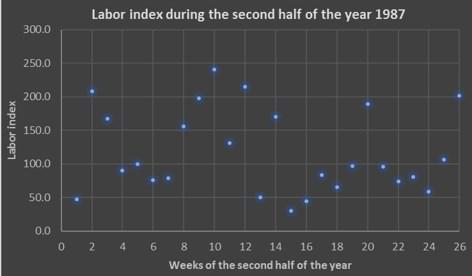 Labor index during the second half of the year 1987
300.0
250.0
200.0
150.0
100.0
50.0
0.0
Labor index
0 2 4 6 8 10 12 14 16 18 20 22 24 26
Weeks of the second half of the year